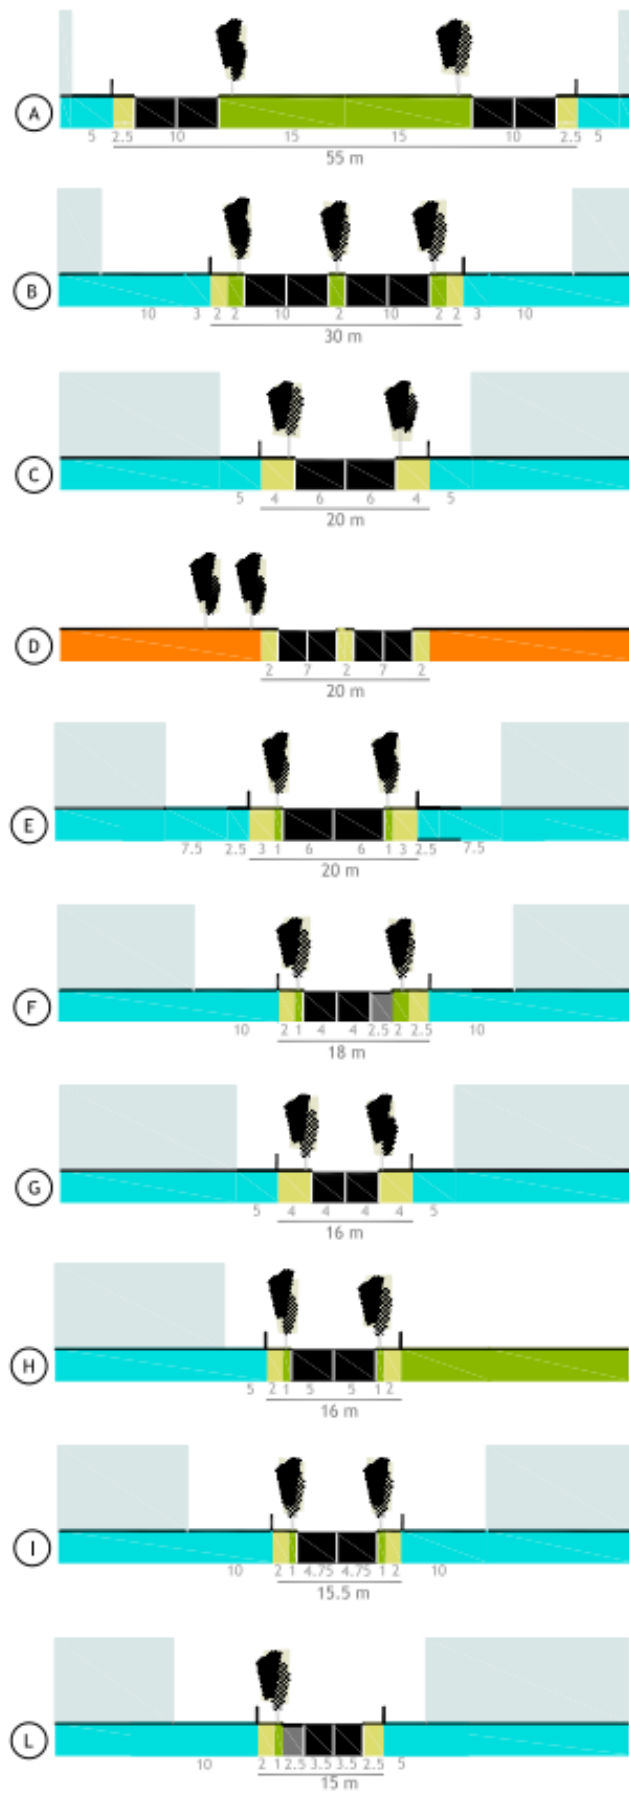 A
5 2.5 10 15 15 10 2.5 5
55 m
B
10 3 2 2 10 2 10 2 2 3 10
30 m
C
5 4 6 6 4 5
20 m
D
2 7 2 7 2
20 m
E
7.5 2.5 3 1 6 6 1 3 2.5 7.5
20 m
F
10 2 1 4 4 2.5 2 2.5 10
18 m
G
5 4 4 4 4 5
16 m
H
5 2 1 5 5 1 2
16 m
I
10 2 1 4.75 4.75 1 2 10
15.5 m
L
10 2 1 2.5 3.5 3.5 2.5 5
15 m